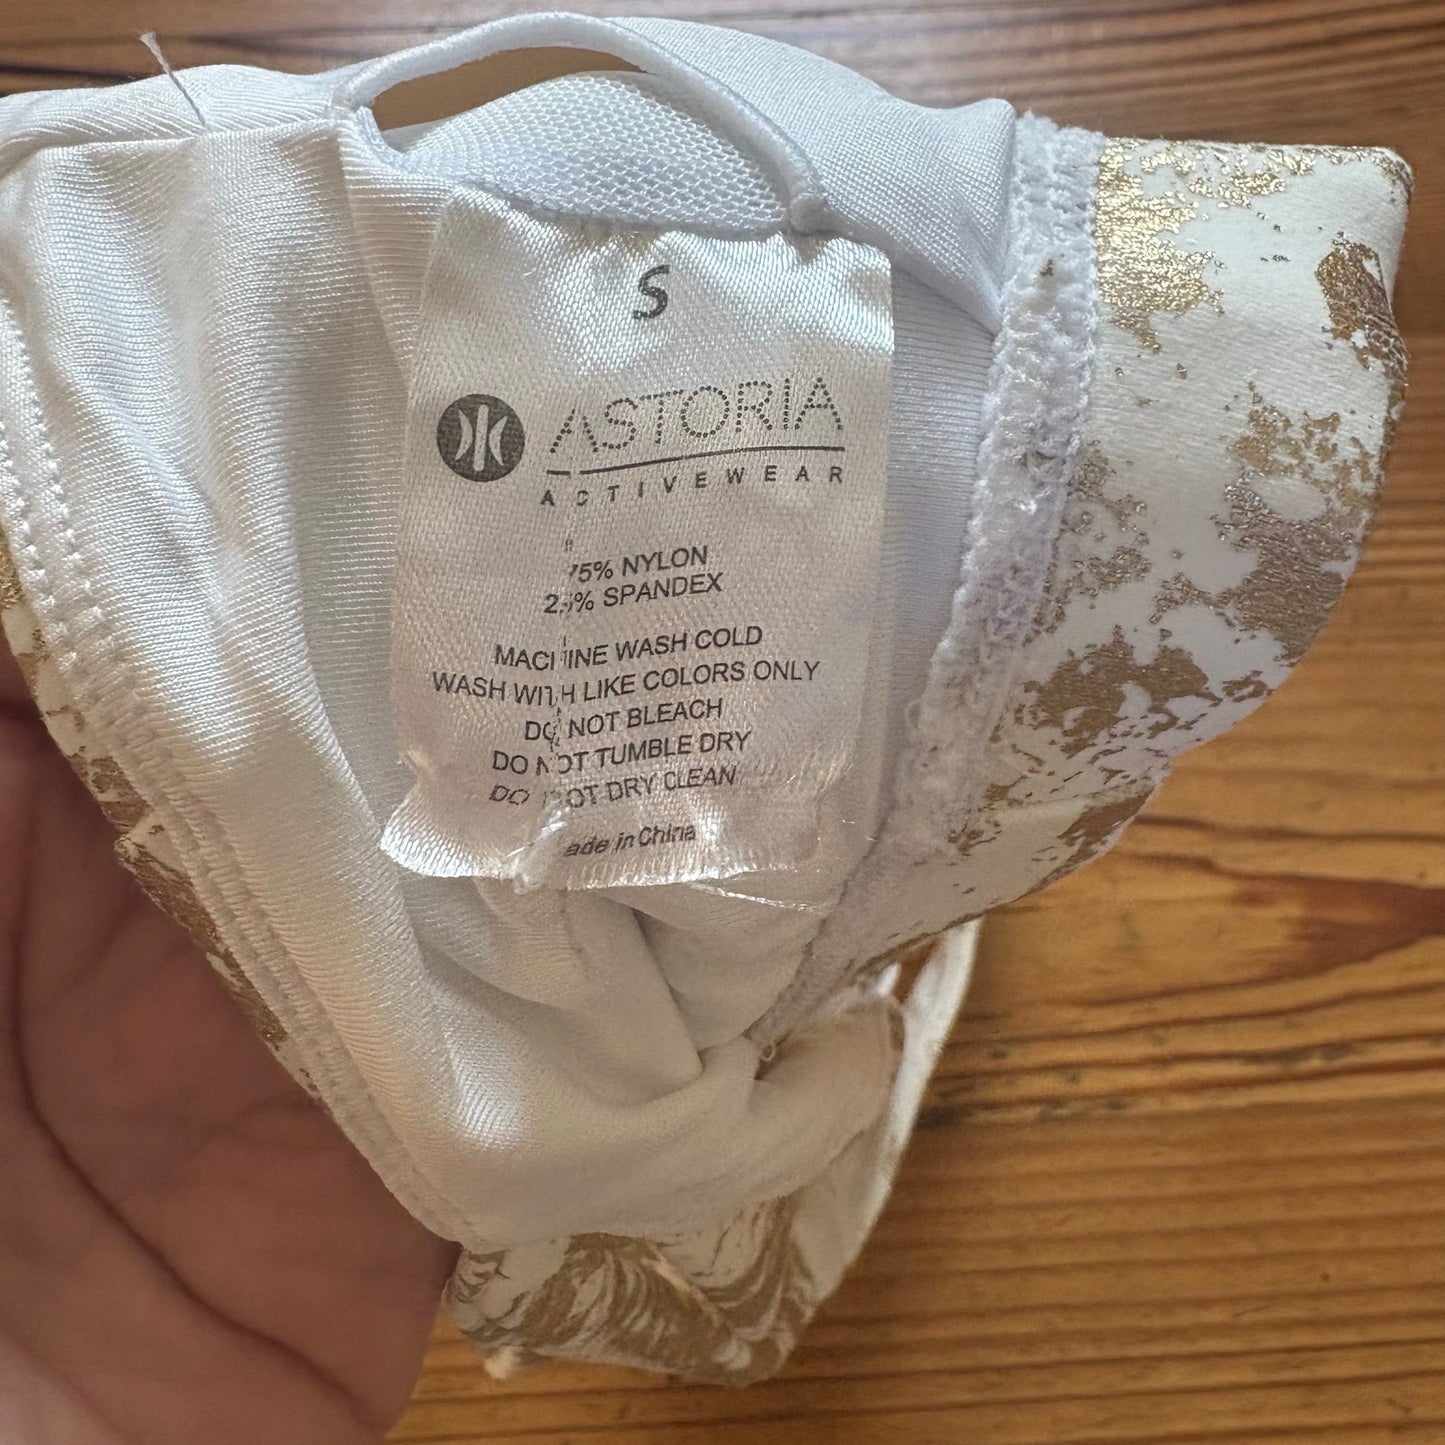 S
ASTORIA
ACTIVEWEAR
75% NYLON
25% SPANDEX
MACHINE WASH COLD
WASH WITH LIKE COLORS ONLY
DO NOT BLEACH
DO NOT TUMBLE DRY
DO NOT DRY CLEAN
Made in China